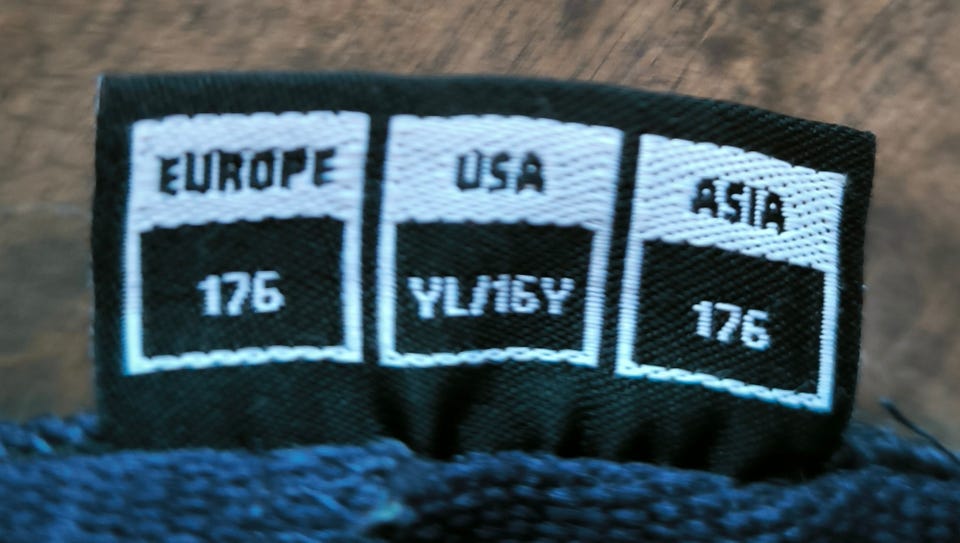 EUROPE USA ASIA
176 YL/16Y 176